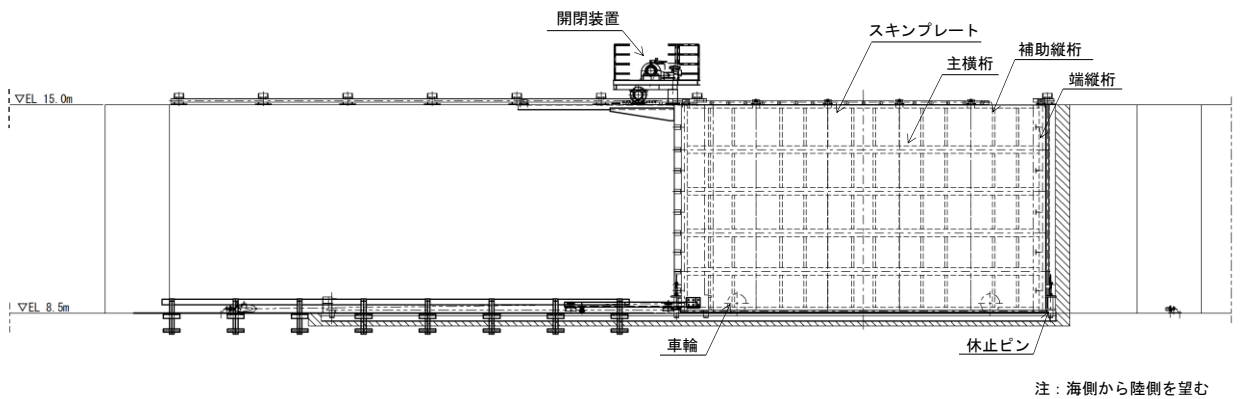 開閉装置
スキンプレート
補助縦桁
主横桁
端縦桁
▽EL 15.0m
▽EL 8.5m
車輪
休止ピン
注：海側から陸側を望む